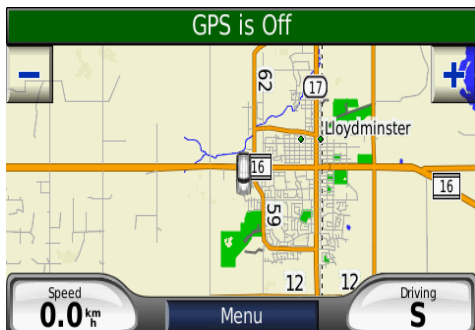 GPS is Off
−
+
62
17
Lloydminster
16
16
59
12
12
Speed
0.0 km/h
Menu
Driving
S